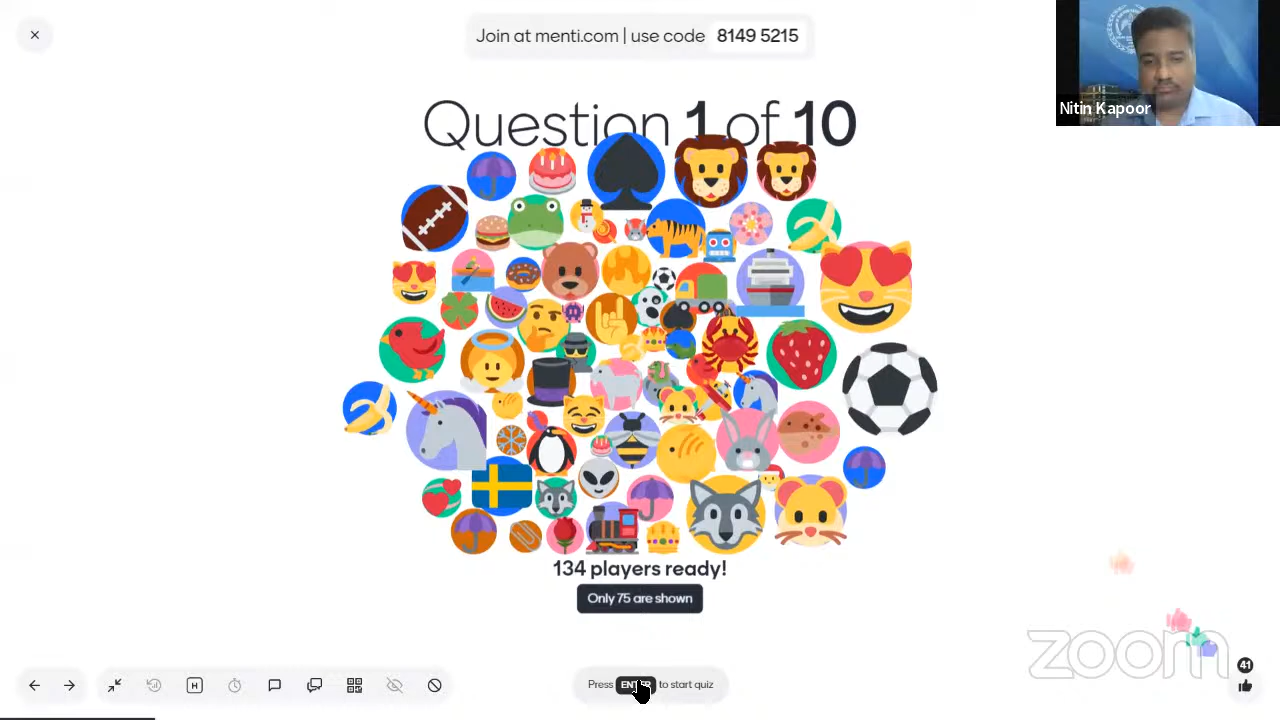 Join at menti.com | use code 8149 5215
Nitin Kapoor
Question 1 of 10
134 players ready!
Only 75 are shown
zoom
41
H
Press ENTER to start quiz